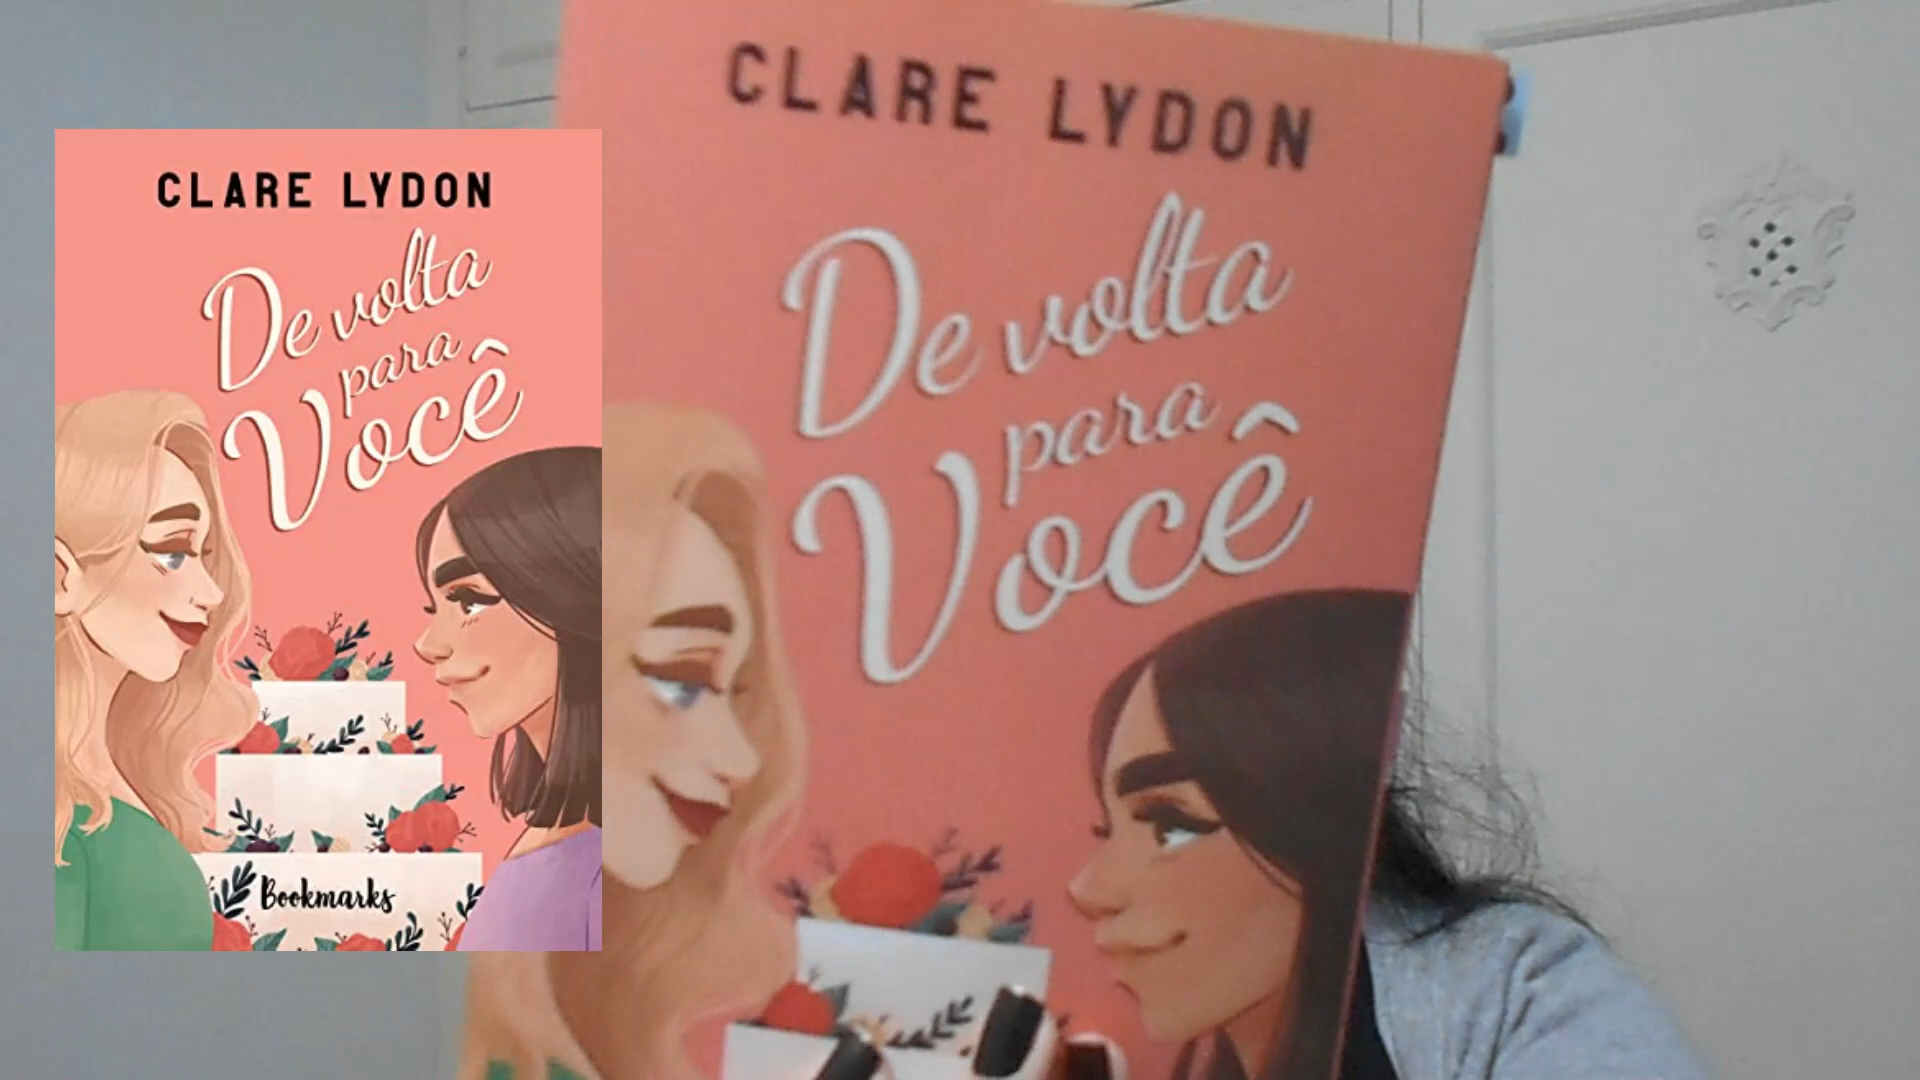 CLARE LYDON
De volta
para
Você
Bookmarks
CLARE LYDON
De volta
para
Você